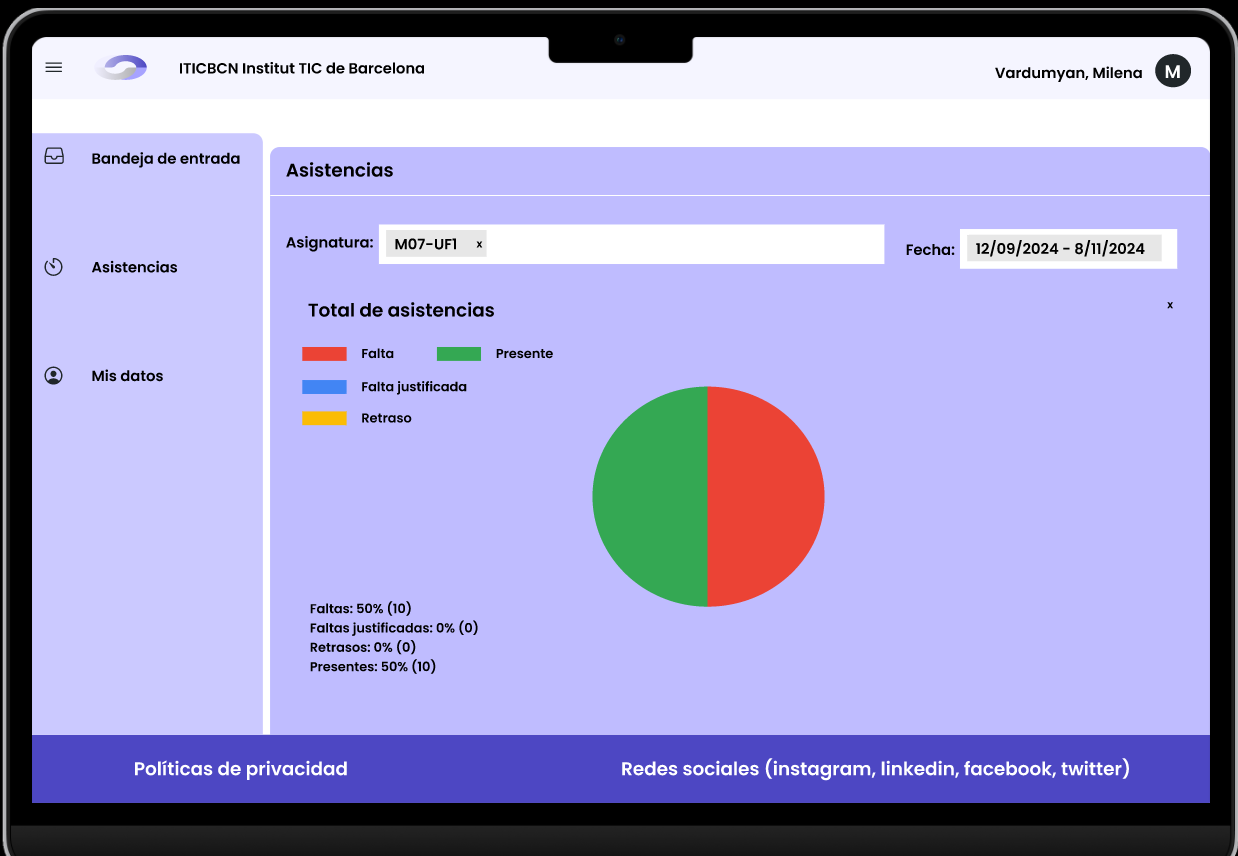 ITICBCN Institut TIC de Barcelona
Vardumyan, Milena
M
Bandeja de entrada
Asistencias
Mis datos
Asistencias
Asignatura:
M07-UF1 x
Fecha:
12/09/2024 - 8/11/2024
Total de asistencias
x
Falta
Presente
Falta justificada
Retraso
Faltas: 50% (10)
Faltas justificadas: 0% (0)
Retrasos: 0% (0)
Presentes: 50% (10)
Políticas de privacidad
Redes sociales (instagram, linkedin, facebook, twitter)